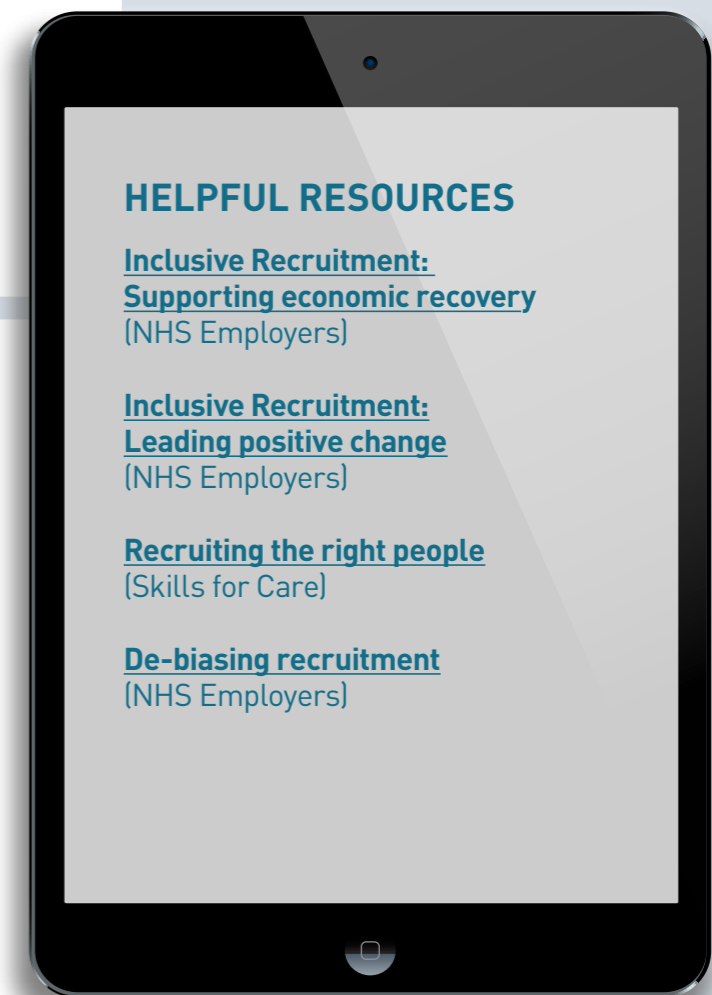 HELPFUL RESOURCES
Inclusive Recruitment:
Supporting economic recovery
(NHS Employers)
Inclusive Recruitment:
Leading positive change
(NHS Employers)
Recruiting the right people
(Skills for Care)
De-biasing recruitment
(NHS Employers)